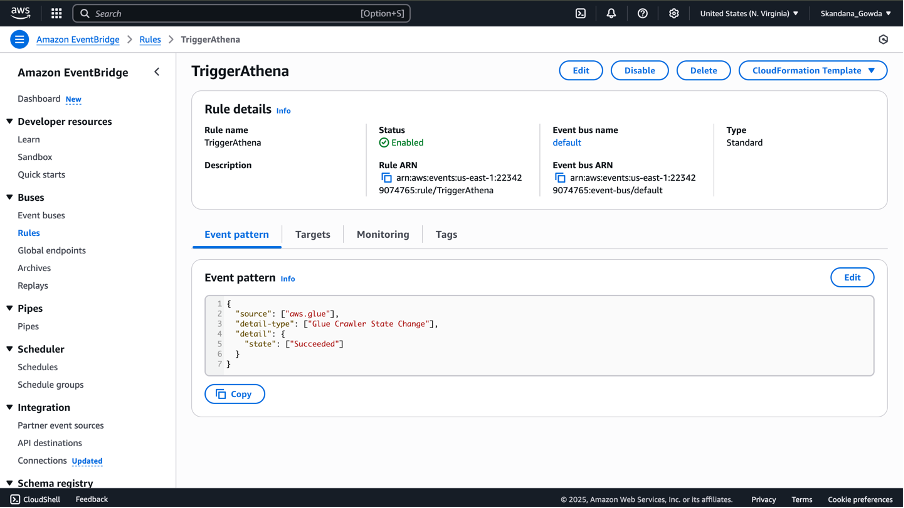 aws
Search [Option+S]
United States (N. Virginia) ▼
Skandana_Gowda ▼
Amazon EventBridge > Rules > TriggerAthena
Amazon EventBridge
Dashboard New
Developer resources
Learn
Sandbox
Quick starts
Buses
Event buses
Rules
Global endpoints
Archives
Replays
Pipes
Pipes
Scheduler
Schedules
Schedule groups
Integration
Partner event sources
API destinations
Connections Updated
Schema registry
TriggerAthena
Edit
Disable
Delete
CloudFormation Template ▼
Rule details Info
Rule name
TriggerAthena
Description
Status
Enabled
Rule ARN
arn:aws:events:us-east-1:22342
9074765:rule/TriggerAthena
Event bus name
default
Event bus ARN
arn:aws:events:us-east-1:22342
9074765:event-bus/default
Type
Standard
Event pattern
Targets
Monitoring
Tags
Event pattern Info
Edit
1 {
2 "source": ["aws.glue"],
3 "detail-type": ["Glue Crawler State Change"],
4 "detail": {
5 "state": ["Succeeded"]
6 }
7 }
Copy
CloudShell
Feedback
© 2025, Amazon Web Services, Inc. or its affiliates.
Privacy
Terms
Cookie preferences